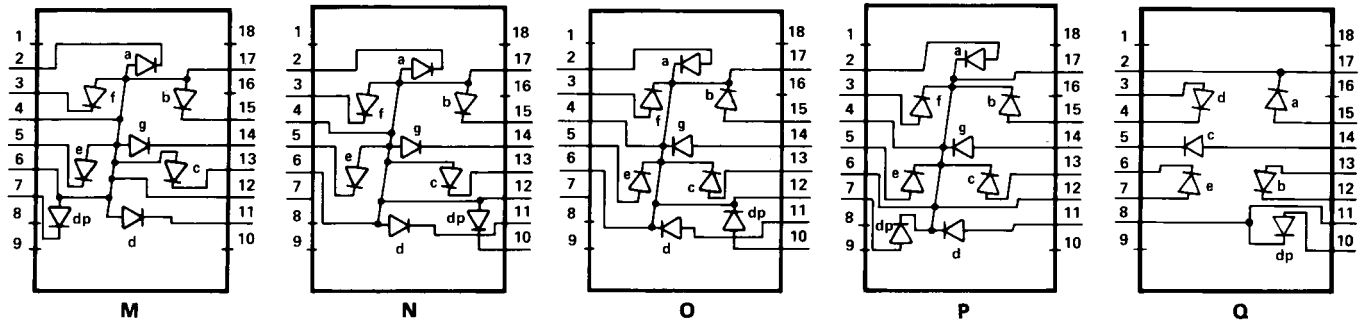 1 18
2 a 17
3 f b 16
4 15
5 g 14
6 e c 13
7 12
8 dp d 11
9 10
M
1 18
2 a 17
3 f b 16
4 15
5 g 14
6 e c 13
7 12
8 dp 11
9 d 10
N
1 18
2 a 17
3 f b 16
4 15
5 g 14
6 e c 13
7 12
8 dp 11
9 d 10
O
1 18
2 a 17
3 f b 16
4 15
5 g 14
6 e c 13
7 12
8 dp 11
9 d 10
P
1 18
2 17
3 d a 16
4 15
5 c 14
6 e b 13
7 12
8 11
9 dp 10
Q